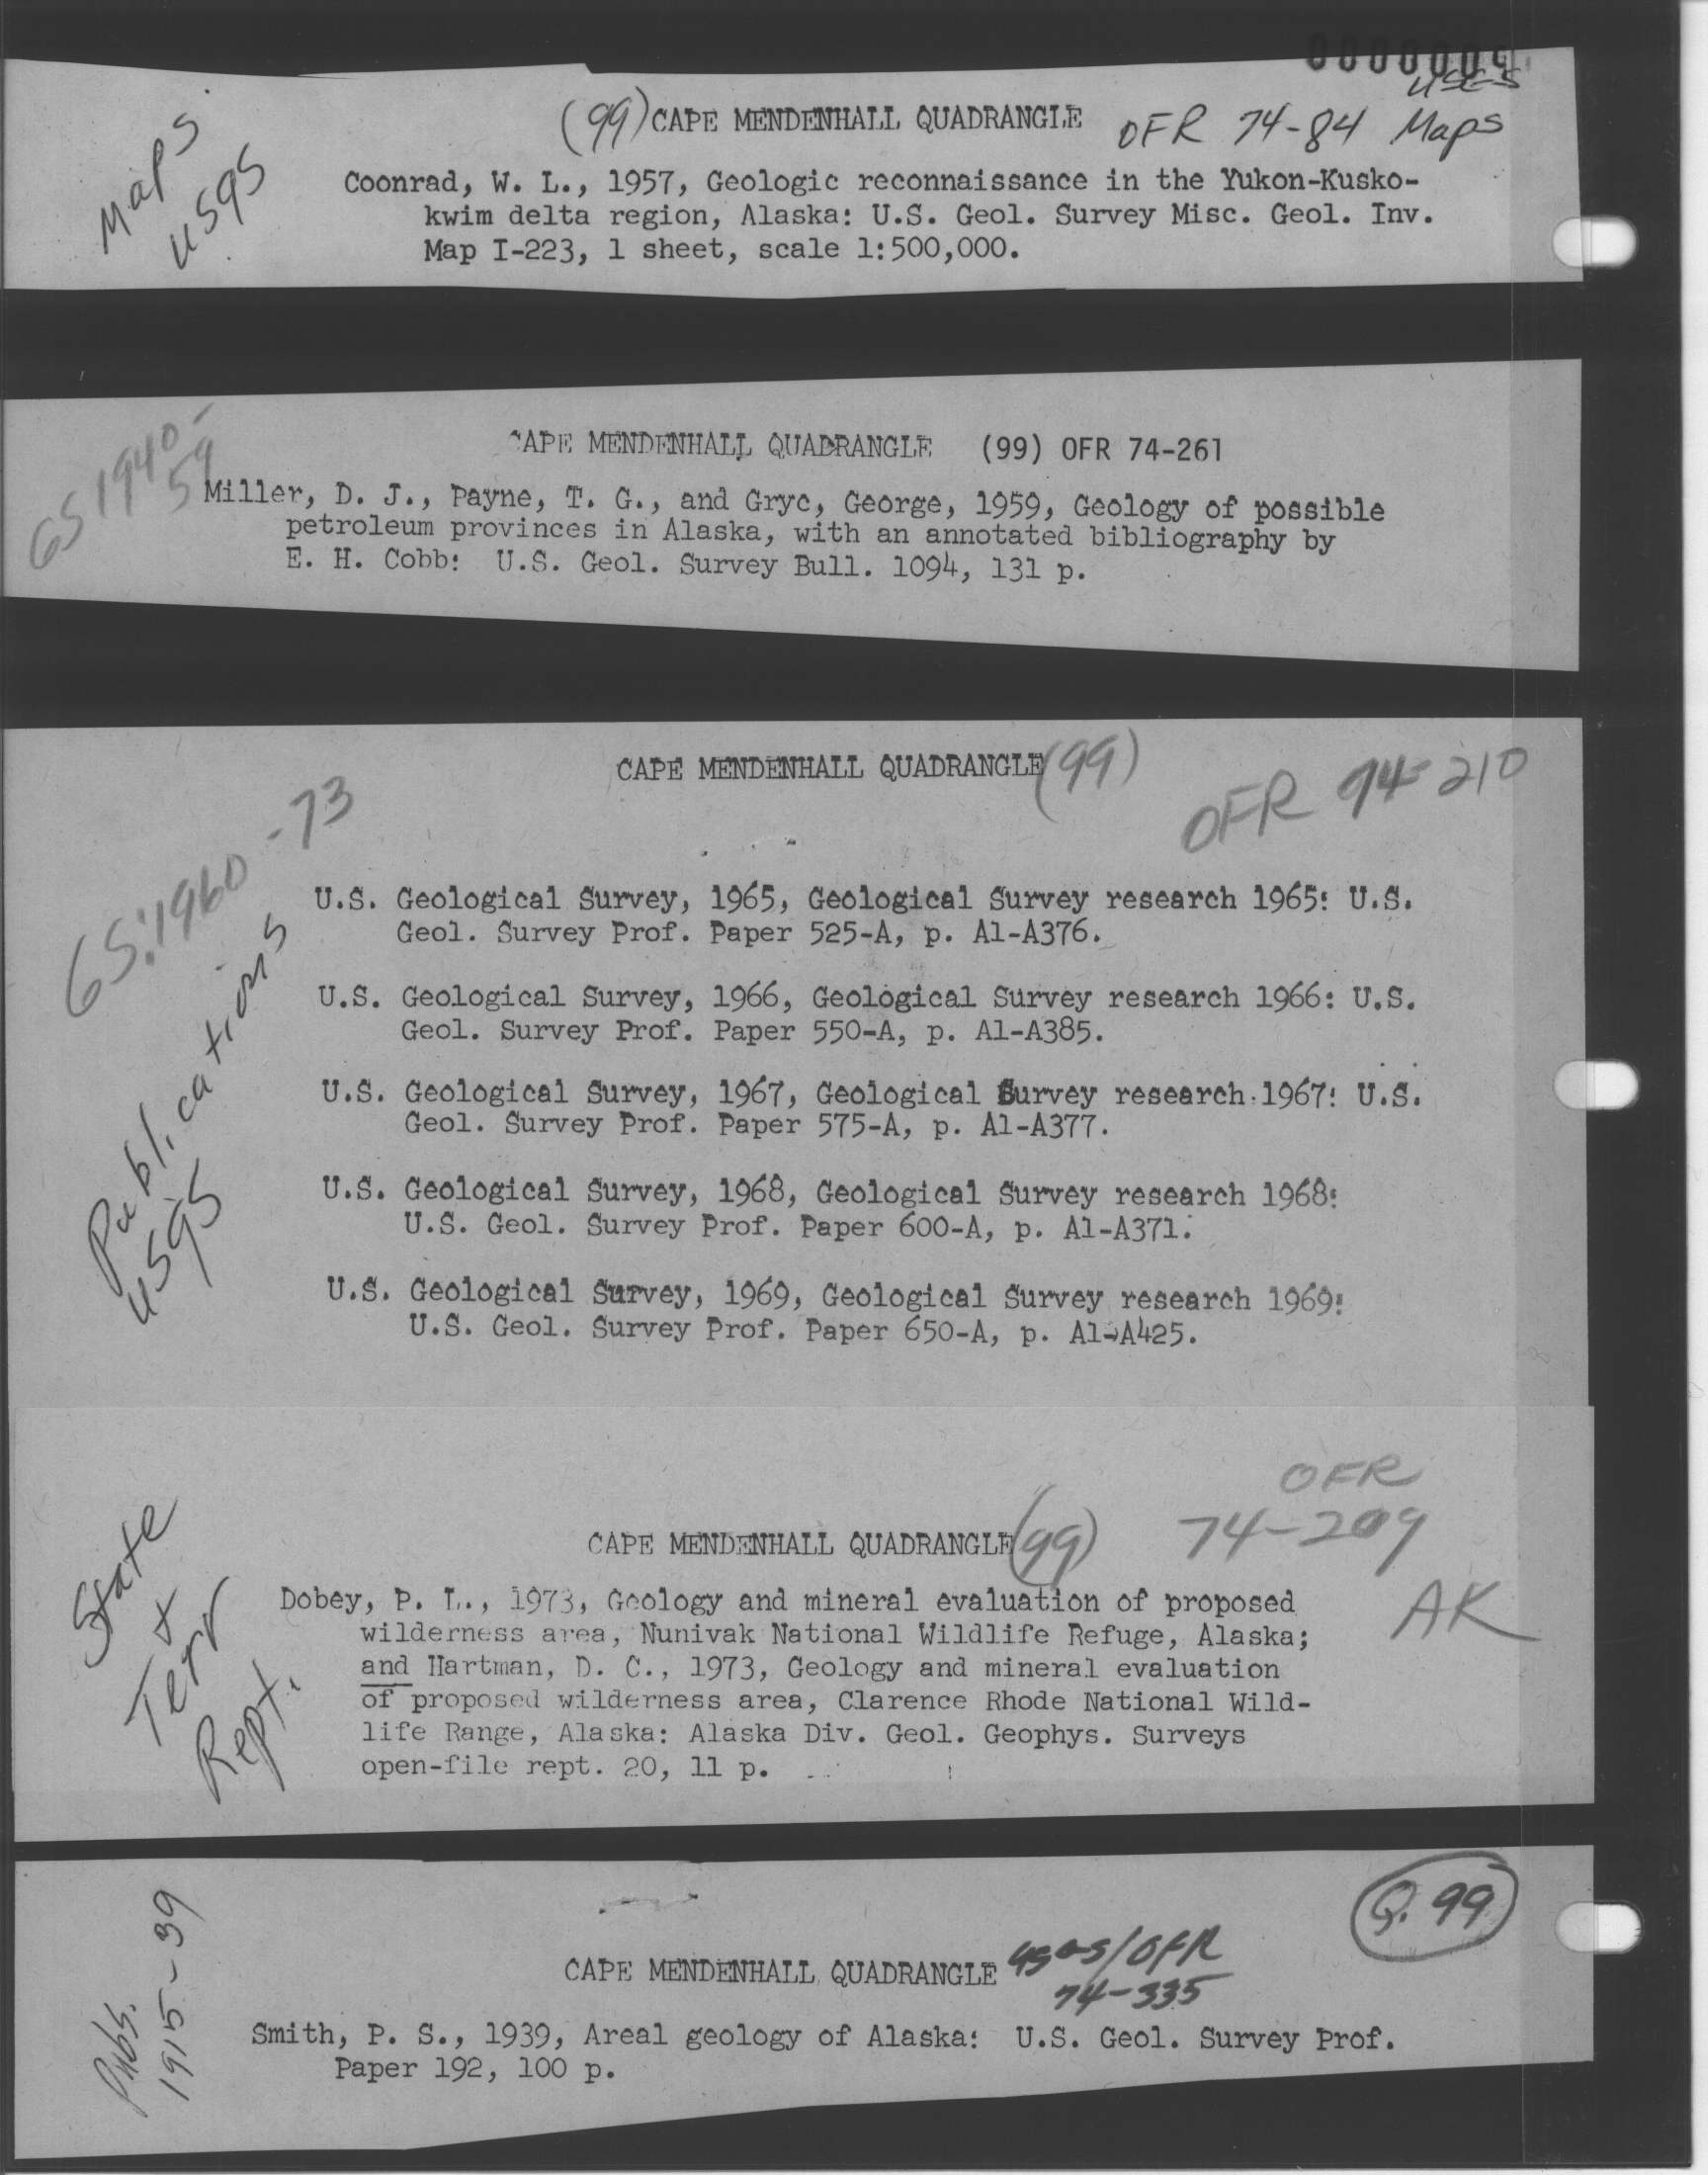 USGS
(99) CAPE MENDENHALL QUADRANGLE OFR 74-84 Maps
Maps
USGS
Coonrad, W. L., 1957, Geologic reconnaissance in the Yukon-Kusko-
kwim delta region, Alaska: U.S. Geol. Survey Misc. Geol. Inv.
Map I-223, 1 sheet, scale 1:500,000.
CAPE MENDENHALL QUADRANGLE (99) OFR 74-261
GS 1940-
59
Miller, D. J., Payne, T. G., and Gryc, George, 1959, Geology of possible
petroleum provinces in Alaska, with an annotated bibliography by
E. H. Cobb: U.S. Geol. Survey Bull. 1094, 131 p.
CAPE MENDENHALL QUADRANGLE (99)
OFR 74-210
GS: 1960-73
Publications
USGS
U.S. Geological Survey, 1965, Geological Survey research 1965: U.S.
Geol. Survey Prof. Paper 525-A, p. A1-A376.
U.S. Geological Survey, 1966, Geological Survey research 1966: U.S.
Geol. Survey Prof. Paper 550-A, p. A1-A385.
U.S. Geological Survey, 1967, Geological Survey research 1967: U.S.
Geol. Survey Prof. Paper 575-A, p. A1-A377.
U.S. Geological Survey, 1968, Geological Survey research 1968:
U.S. Geol. Survey Prof. Paper 600-A, p. A1-A371.
U.S. Geological Survey, 1969, Geological Survey research 1969:
U.S. Geol. Survey Prof. Paper 650-A, p. A1-A425.
OFR
CAPE MENDENHALL QUADRANGLE (99) 74-209
State
+
Terr
Rept.
AK
Dobey, P. L., 1973, Geology and mineral evaluation of proposed
wilderness area, Nunivak National Wildlife Refuge, Alaska;
and Hartman, D. C., 1973, Geology and mineral evaluation
of proposed wilderness area, Clarence Rhode National Wild-
life Range, Alaska: Alaska Div. Geol. Geophys. Surveys
open-file rept. 20, 11 p.
Q. 99
CAPE MENDENHALL QUADRANGLE USGS/OFR
74-335
Pubs.
1915-39
Smith, P. S., 1939, Areal geology of Alaska: U.S. Geol. Survey Prof.
Paper 192, 100 p.